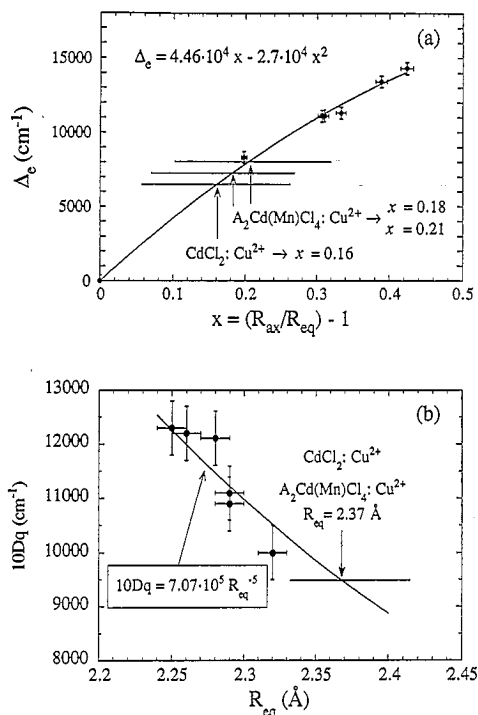 (a)
Δe = 4.46·10⁴ x - 2.7·10⁴ x²
Δe (cm⁻¹)
15000
10000
5000
0
A₂Cd(Mn)Cl₄: Cu²⁺ → x = 0.18
x = 0.21
CdCl₂: Cu²⁺ → x = 0.16
0 0.1 0.2 0.3 0.4 0.5
x = (Rax/Req) - 1
(b)
10Dq (cm⁻¹)
13000
12000
11000
10000
9000
8000
CdCl₂: Cu²⁺
A₂Cd(Mn)Cl₄: Cu²⁺
Req = 2.37 Å
10Dq = 7.07·10⁵ Req⁻⁵
2.2 2.25 2.3 2.35 2.4 2.45
Req (Å)